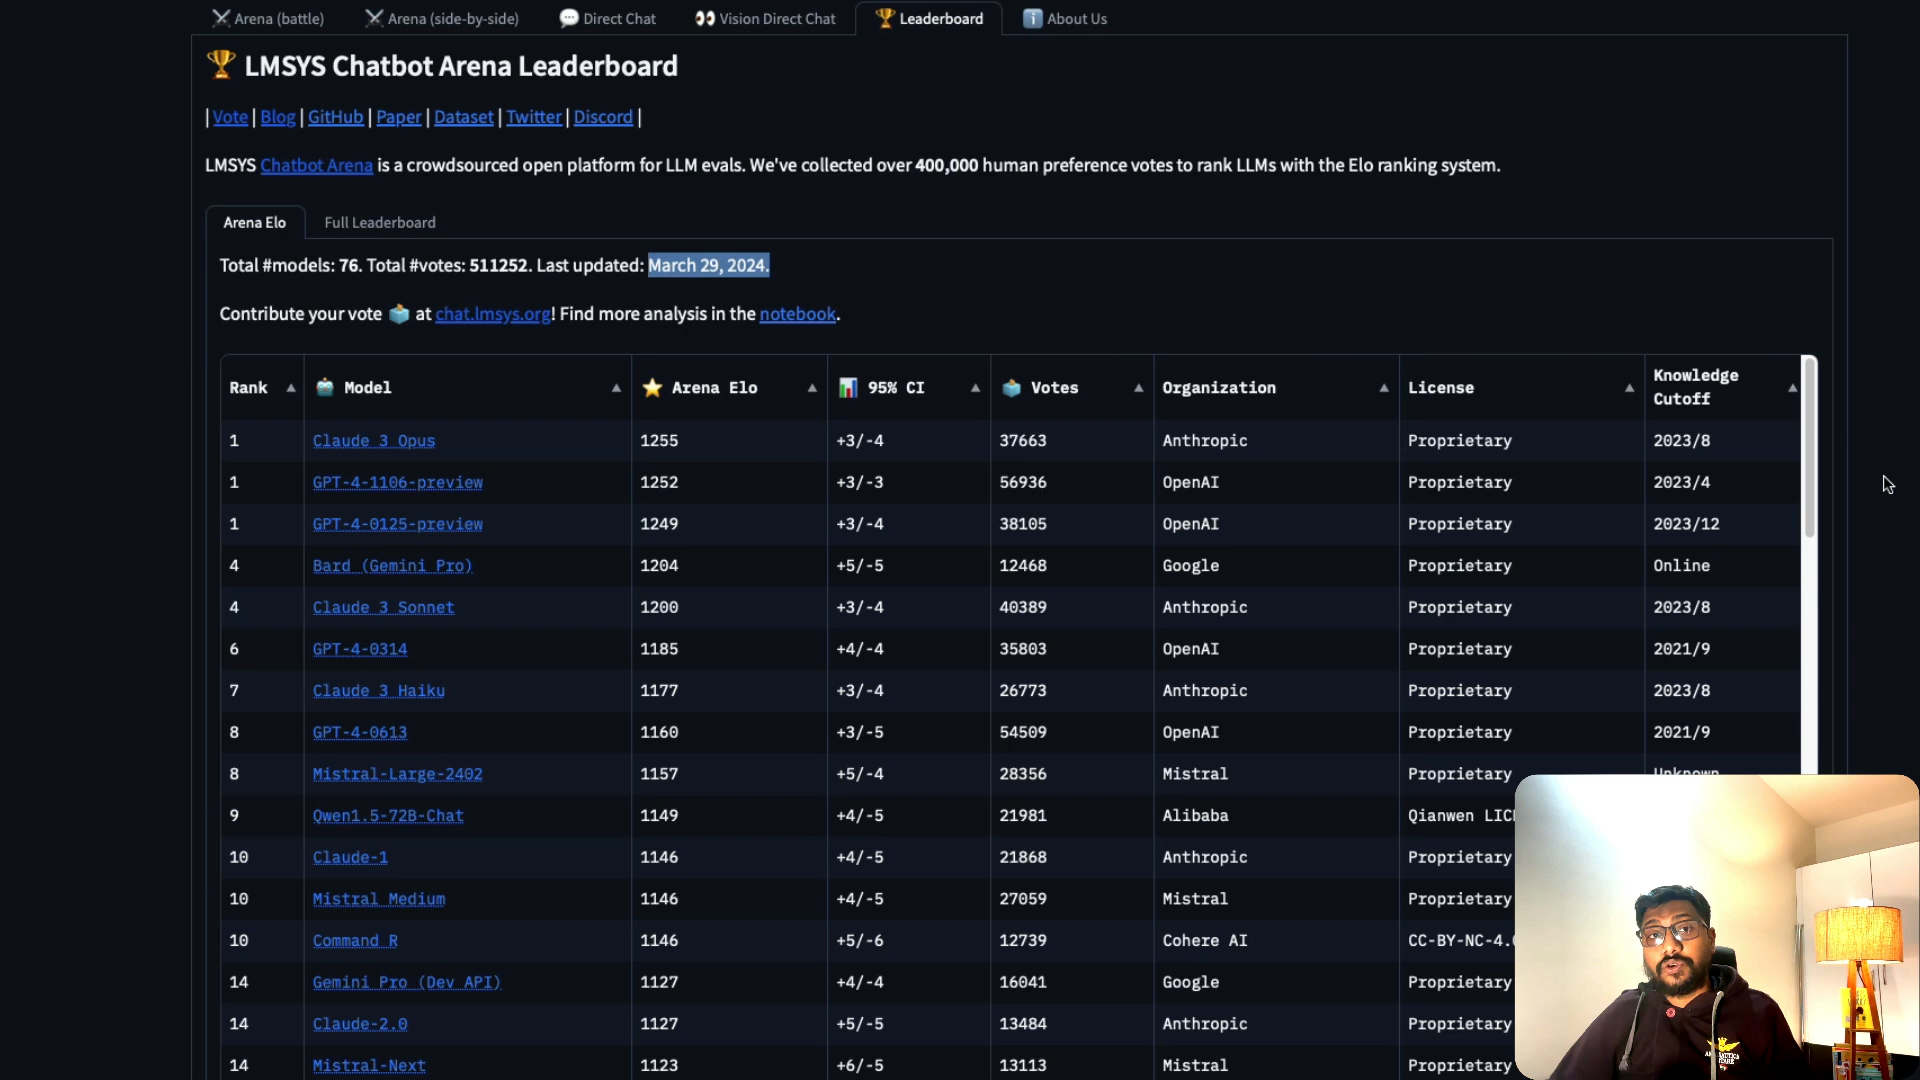 ⚔️ Arena (battle) ⚔️ Arena (side-by-side) 💬 Direct Chat 👀 Vision Direct Chat 🏆 Leaderboard ℹ️ About Us
🏆 LMSYS Chatbot Arena Leaderboard
| Vote | Blog | GitHub | Paper | Dataset | Twitter | Discord |
LMSYS Chatbot Arena is a crowdsourced open platform for LLM evals. We've collected over 400,000 human preference votes to rank LLMs with the Elo ranking system.
Arena Elo Full Leaderboard
Total #models: 76. Total #votes: 511252. Last updated: March 29, 2024.
Contribute your vote 🗳️ at chat.lmsys.org! Find more analysis in the notebook.
Rank ▲ 🤖 Model ▲ ⭐ Arena Elo ▲ 📊 95% CI ▲ 🗳️ Votes ▲ Organization ▲ License ▲ Knowledge Cutoff ▲
1 Claude 3 Opus 1255 +3/-4 37663 Anthropic Proprietary 2023/8
1 GPT-4-1106-preview 1252 +3/-3 56936 OpenAI Proprietary 2023/4
1 GPT-4-0125-preview 1249 +3/-4 38105 OpenAI Proprietary 2023/12
4 Bard (Gemini Pro) 1204 +5/-5 12468 Google Proprietary Online
4 Claude 3 Sonnet 1200 +3/-4 40389 Anthropic Proprietary 2023/8
6 GPT-4-0314 1185 +4/-4 35803 OpenAI Proprietary 2021/9
7 Claude 3 Haiku 1177 +3/-4 26773 Anthropic Proprietary 2023/8
8 GPT-4-0613 1160 +3/-5 54509 OpenAI Proprietary 2021/9
8 Mistral-Large-2402 1157 +5/-4 28356 Mistral Proprietary Unknown
9 Qwen1.5-72B-Chat 1149 +4/-5 21981 Alibaba Qianwen LIC
10 Claude-1 1146 +4/-5 21868 Anthropic Proprietary
10 Mistral Medium 1146 +4/-5 27059 Mistral Proprietary
10 Command R 1146 +5/-6 12739 Cohere AI CC-BY-NC-4.
14 Gemini Pro (Dev API) 1127 +4/-4 16041 Google Proprietary
14 Claude-2.0 1127 +5/-5 13484 Anthropic Proprietary
14 Mistral-Next 1123 +6/-5 13113 Mistral Proprietary